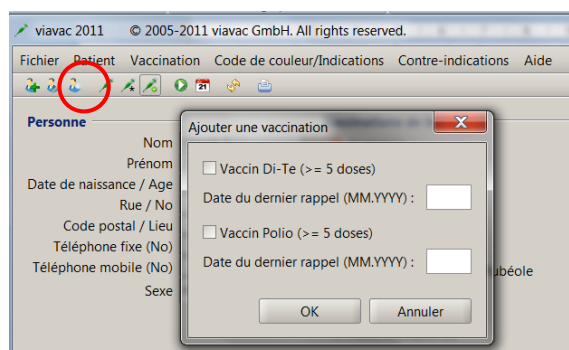 viavac 2011 © 2005-2011 viavac GmbH. All rights reserved.
Fichier Patient Vaccination Code de couleur/Indications Contre-indications Aide
21
Personne
Nom
Prénom
Date de naissance / Age
Rue / No
Code postal / Lieu
Téléphone fixe (No)
Téléphone mobile (No)
Sexe
Ajouter une vaccination
Vaccin Di-Te (>= 5 doses)
Date du dernier rappel (MM.YYYY) :
Vaccin Polio (>= 5 doses)
Date du dernier rappel (MM.YYYY) :
OK Annuler
ubéole